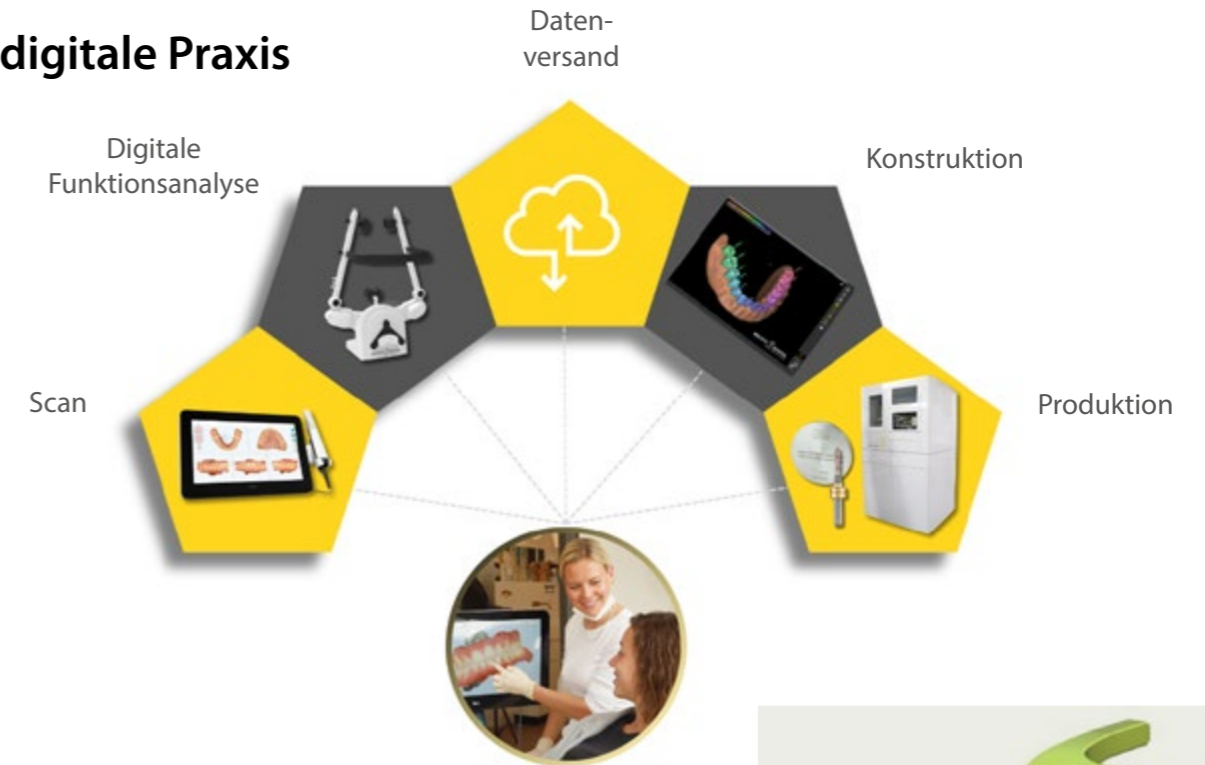 digitale Praxis
Daten-
versand
Digitale
Funktionsanalyse
Konstruktion
Scan
Produktion